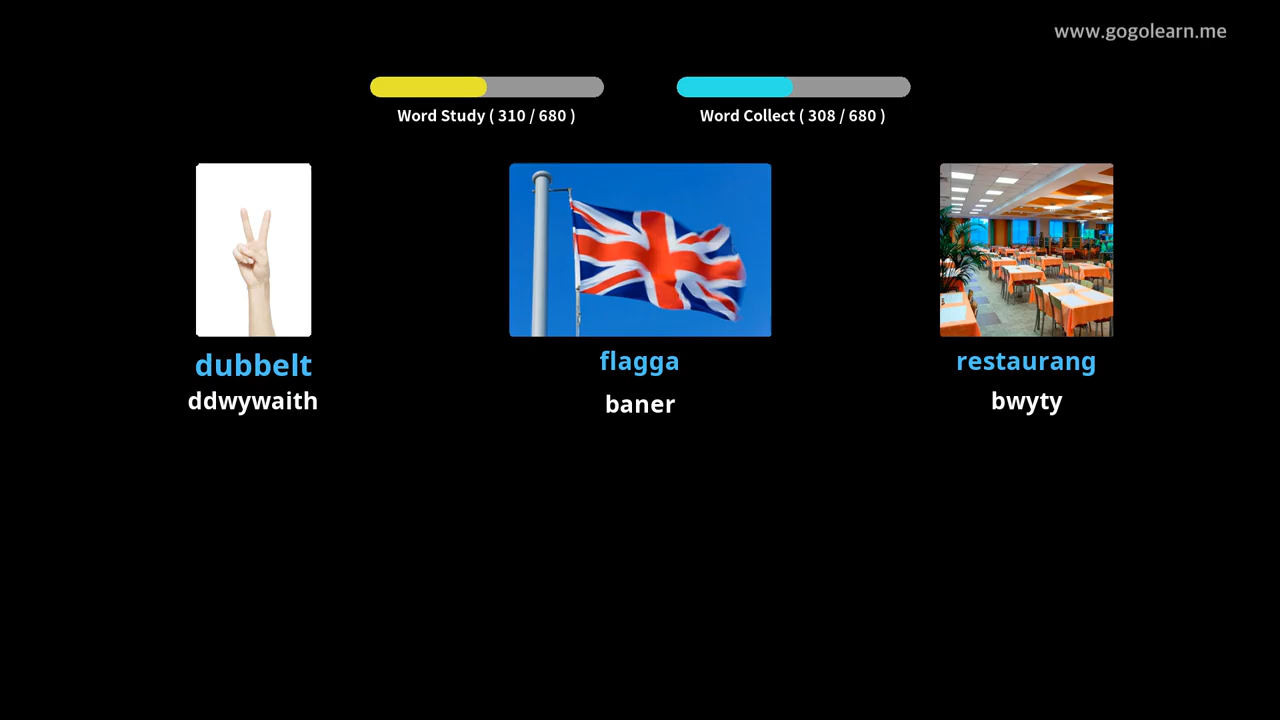 www.gogolearn.me
Word Study ( 310 / 680 )
Word Collect ( 308 / 680 )
dubbelt
ddwywaith
flagga
baner
restaurang
bwyty